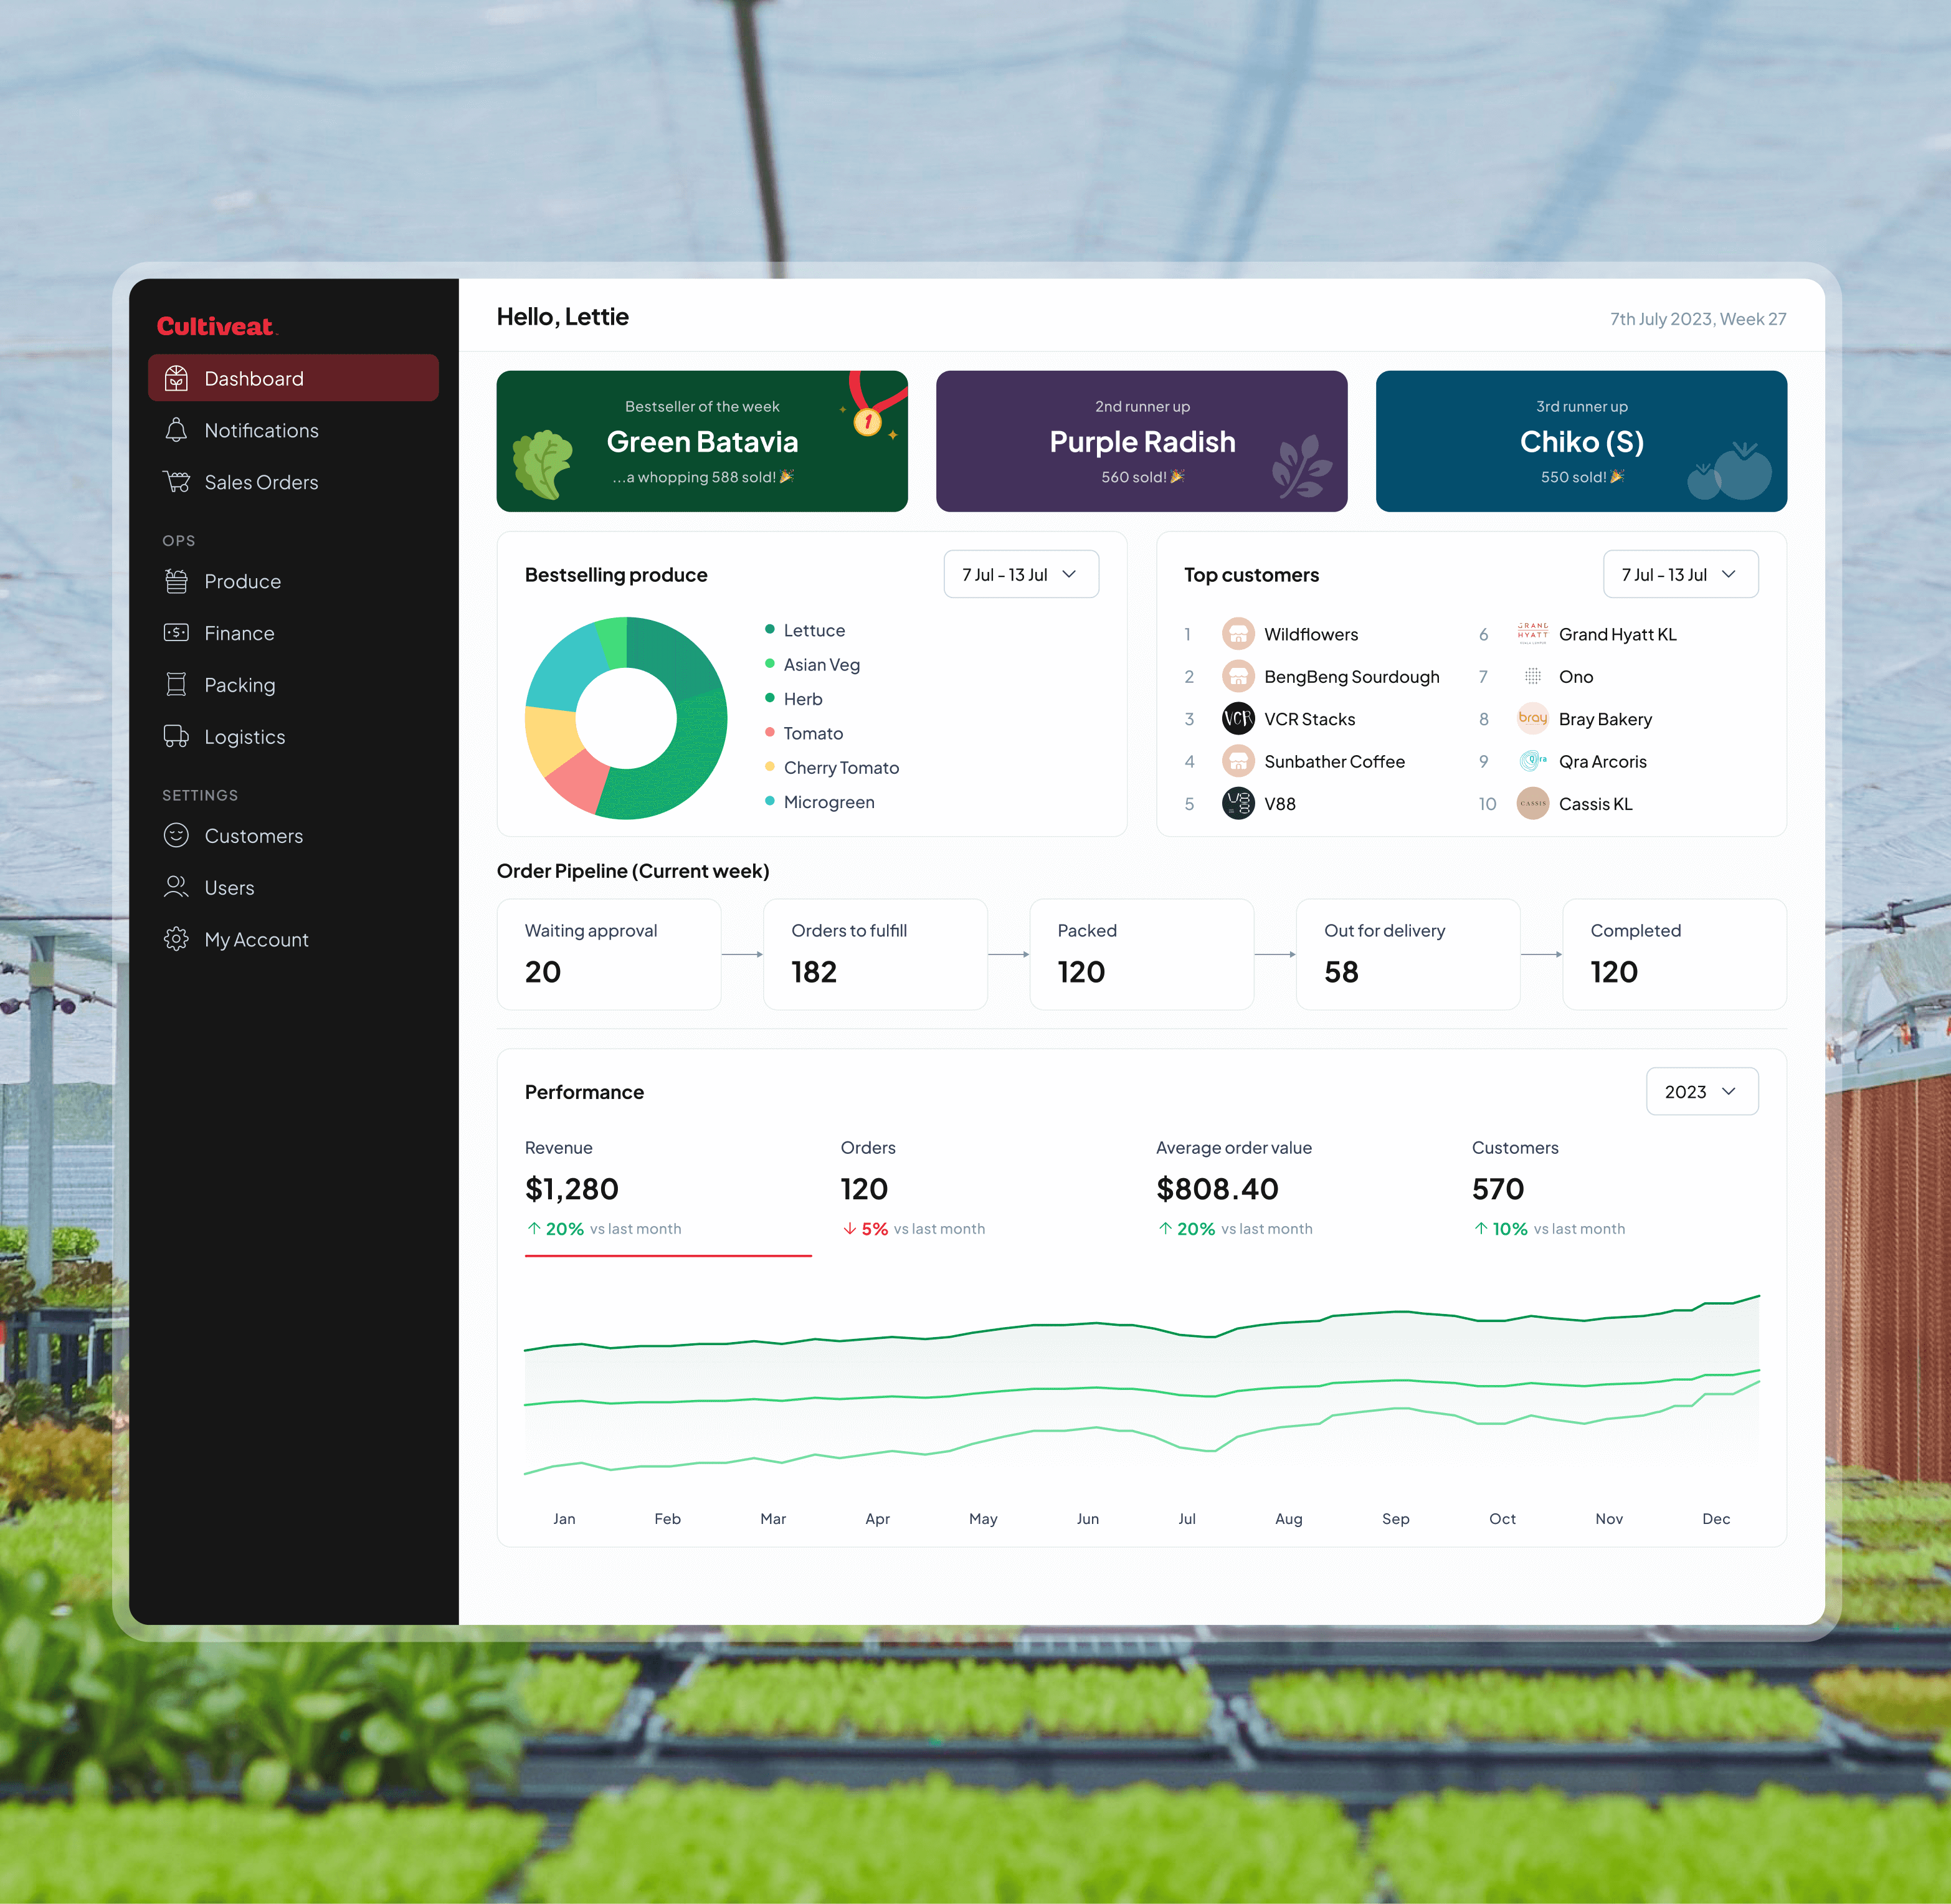 Cultiveat
Dashboard
Notifications
Sales Orders
OPS
Produce
Finance
Packing
Logistics
SETTINGS
Customers
Users
My Account
Hello, Lettie
7th July 2023, Week 27
Bestseller of the week
Green Batavia
...a whopping 588 sold! 🎉
1
2nd runner up
Purple Radish
560 sold! 🎉
3rd runner up
Chiko (S)
550 sold! 🎉
Bestselling produce
7 Jul - 13 Jul
Lettuce
Asian Veg
Herb
Tomato
Cherry Tomato
Microgreen
Top customers
7 Jul - 13 Jul
1 Wildflowers
2 BengBeng Sourdough
3 VCR VCR Stacks
4 Sunbather Coffee
5 V88 V88
6 GRAND HYATT Grand Hyatt KL
7 Ono
8 bray Bray Bakery
9 Qra Qra Arcoris
10 CASSIS Cassis KL
Order Pipeline (Current week)
Waiting approval
20
Orders to fulfill
182
Packed
120
Out for delivery
58
Completed
120
Performance
2023
Revenue
$1,280
↑ 20% vs last month
Orders
120
↓ 5% vs last month
Average order value
$808.40
↑ 20% vs last month
Customers
570
↑ 10% vs last month
Jan Feb Mar Apr May Jun Jul Aug Sep Oct Nov Dec